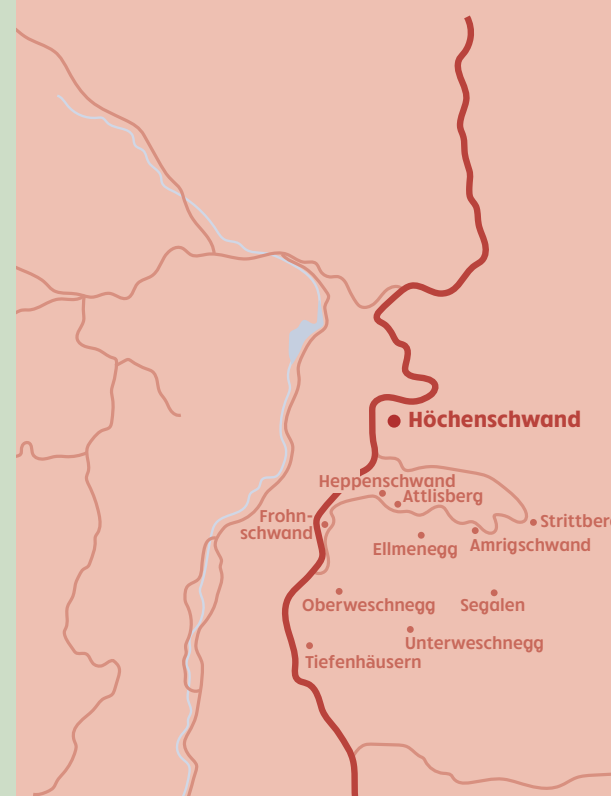 Höchenschwand
Heppenschwand
Attlisberg
Frohn-
schwand
Strittberg
Ellmenegg
Amrigschwand
Oberweschnegg
Segalen
Unterweschnegg
Tiefenhäusern